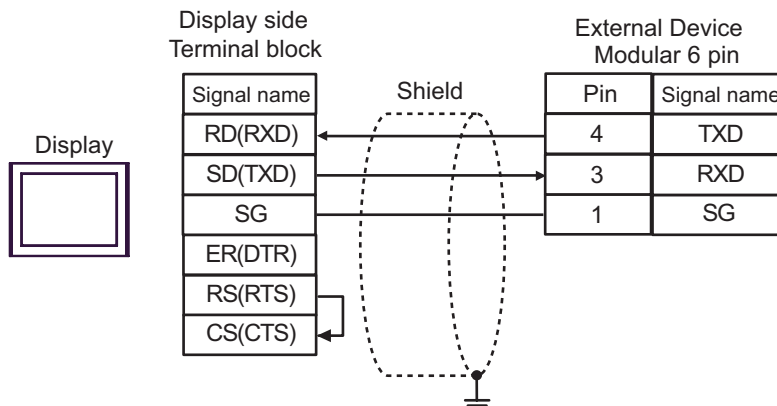 Display side
Terminal block
External Device
Modular 6 pin
Display
Shield
Signal name
Pin Signal name
RD(RXD) 4 TXD
SD(TXD) 3 RXD
SG 1 SG
ER(DTR)
RS(RTS)
CS(CTS)